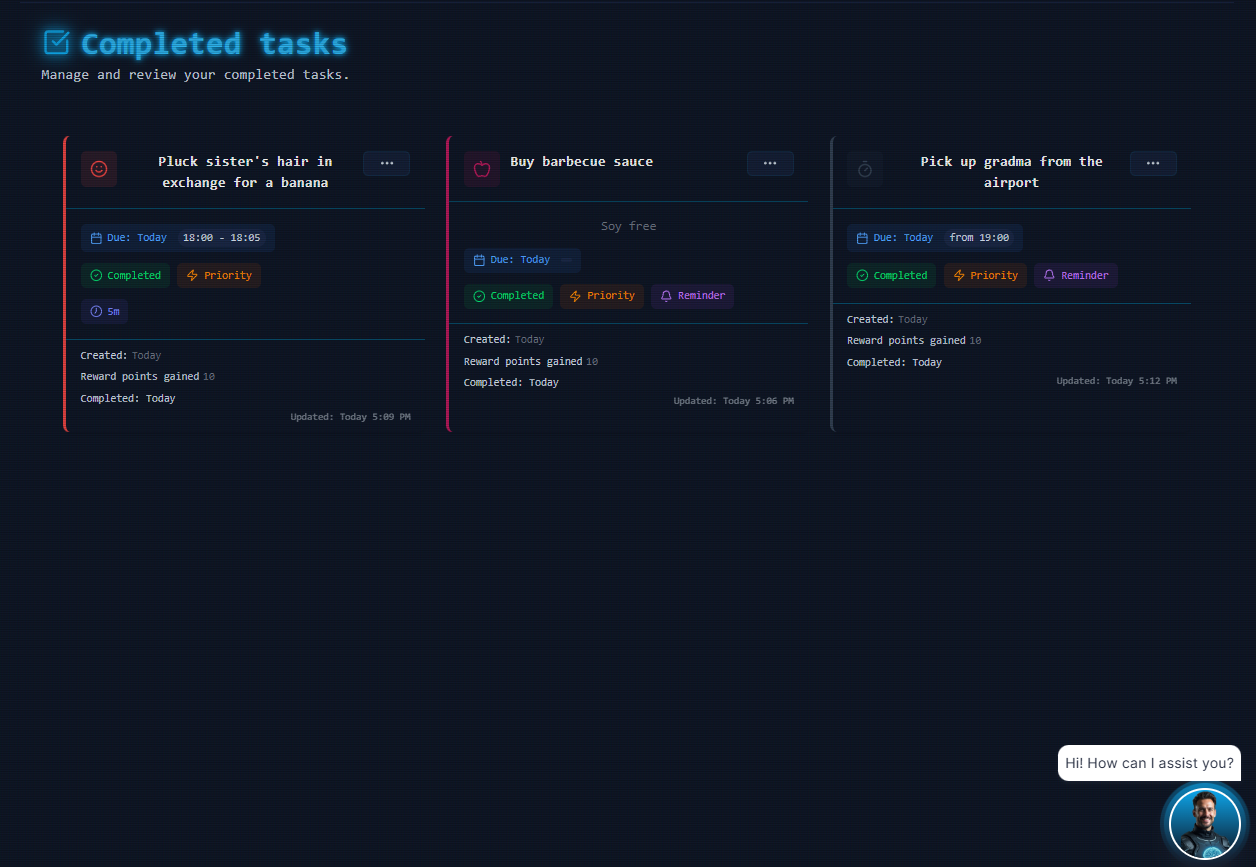 Completed tasks
Manage and review your completed tasks.
Pluck sister's hair in
exchange for a banana
Due: Today 18:00 - 18:05
Completed Priority
5m
Created: Today
Reward points gained 10
Completed: Today
Updated: Today 5:09 PM
Buy barbecue sauce
Soy free
Due: Today
Completed Priority Reminder
Created: Today
Reward points gained 10
Completed: Today
Updated: Today 5:06 PM
Pick up gradma from the
airport
Due: Today from 19:00
Completed Priority Reminder
Created: Today
Reward points gained 10
Completed: Today
Updated: Today 5:12 PM
Hi! How can I assist you?